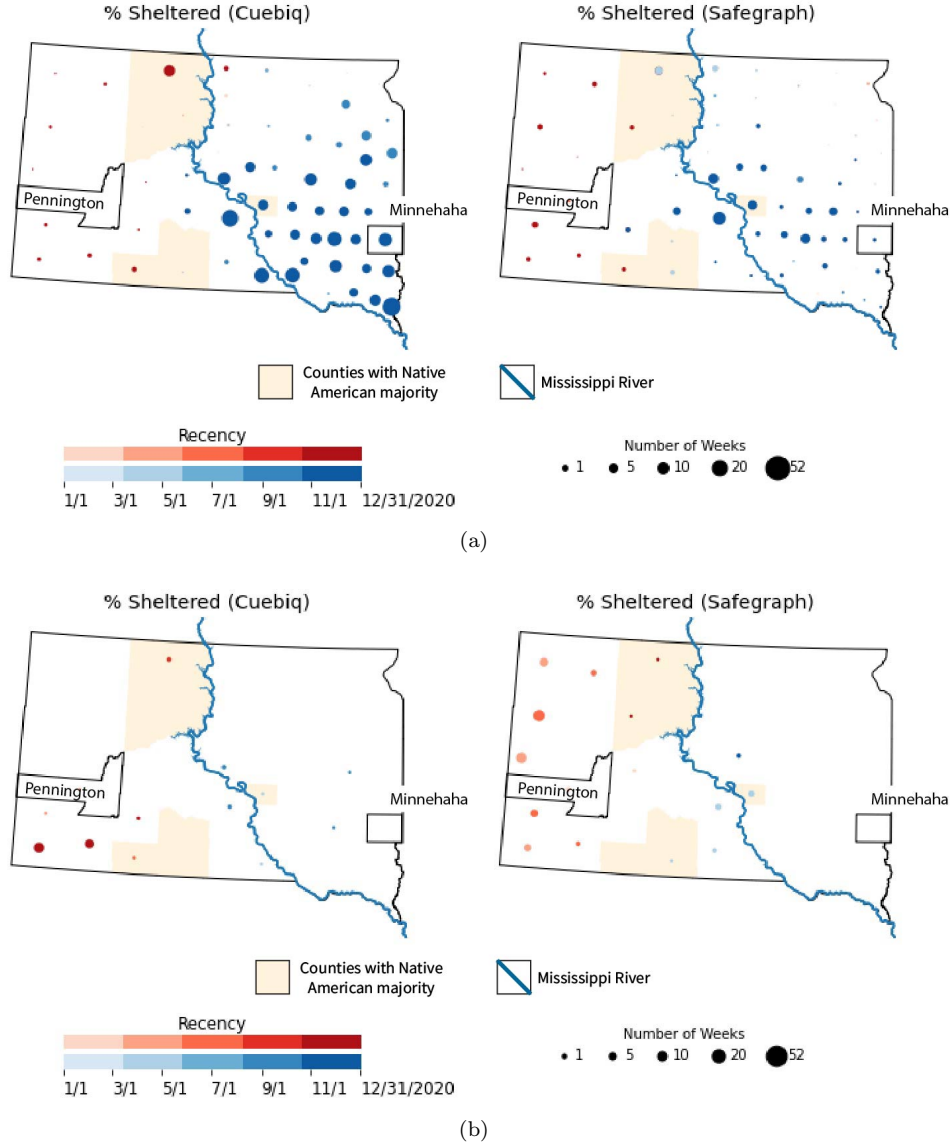 % Sheltered (Cuebiq)
% Sheltered (Safegraph)
Pennington
Minnehaha
Pennington
Minnehaha
Counties with Native
American majority
Mississippi River
Recency
1/1 3/1 5/1 7/1 9/1 11/1 12/31/2020
Number of Weeks
1 5 10 20 52
(a)
% Sheltered (Cuebiq)
% Sheltered (Safegraph)
Pennington
Minnehaha
Pennington
Minnehaha
Counties with Native
American majority
Mississippi River
Recency
1/1 3/1 5/1 7/1 9/1 11/1 12/31/2020
Number of Weeks
1 5 10 20 52
(b)